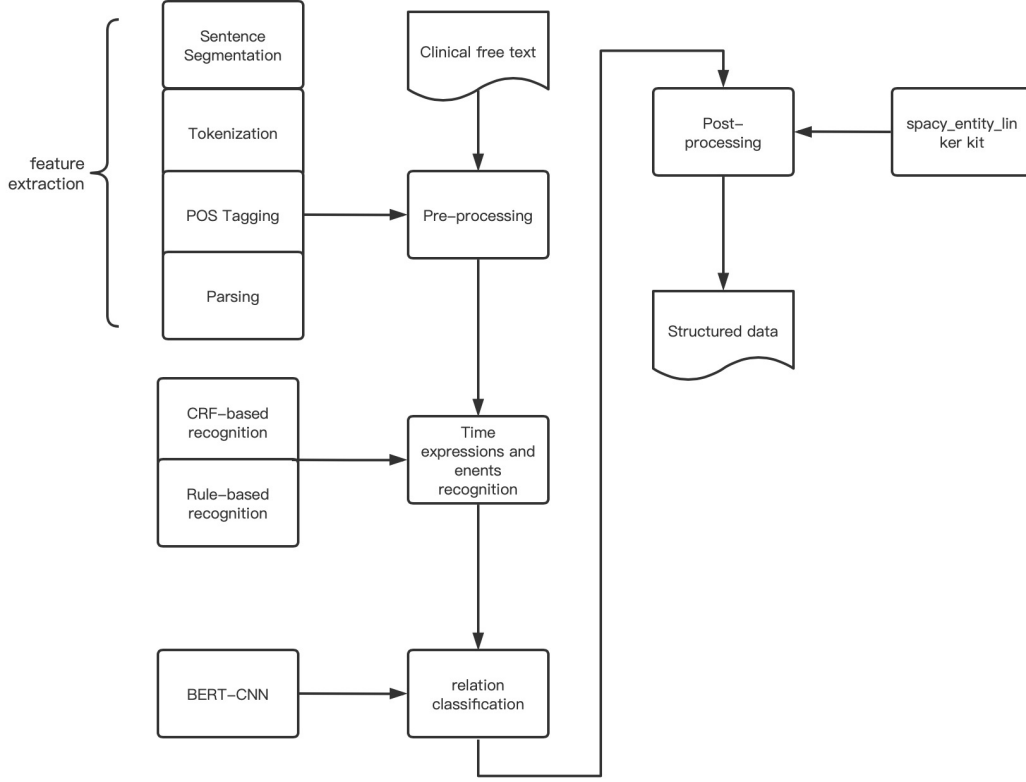 feature
extraction
Sentence
Segmentation
Tokenization
POS Tagging
Parsing
Clinical free text
Pre-processing
CRF-based
recognition
Rule-based
recognition
Time
expressions and
enents
recognition
BERT-CNN
relation
classification
Post-
processing
spacy_entity_lin
ker kit
Structured data